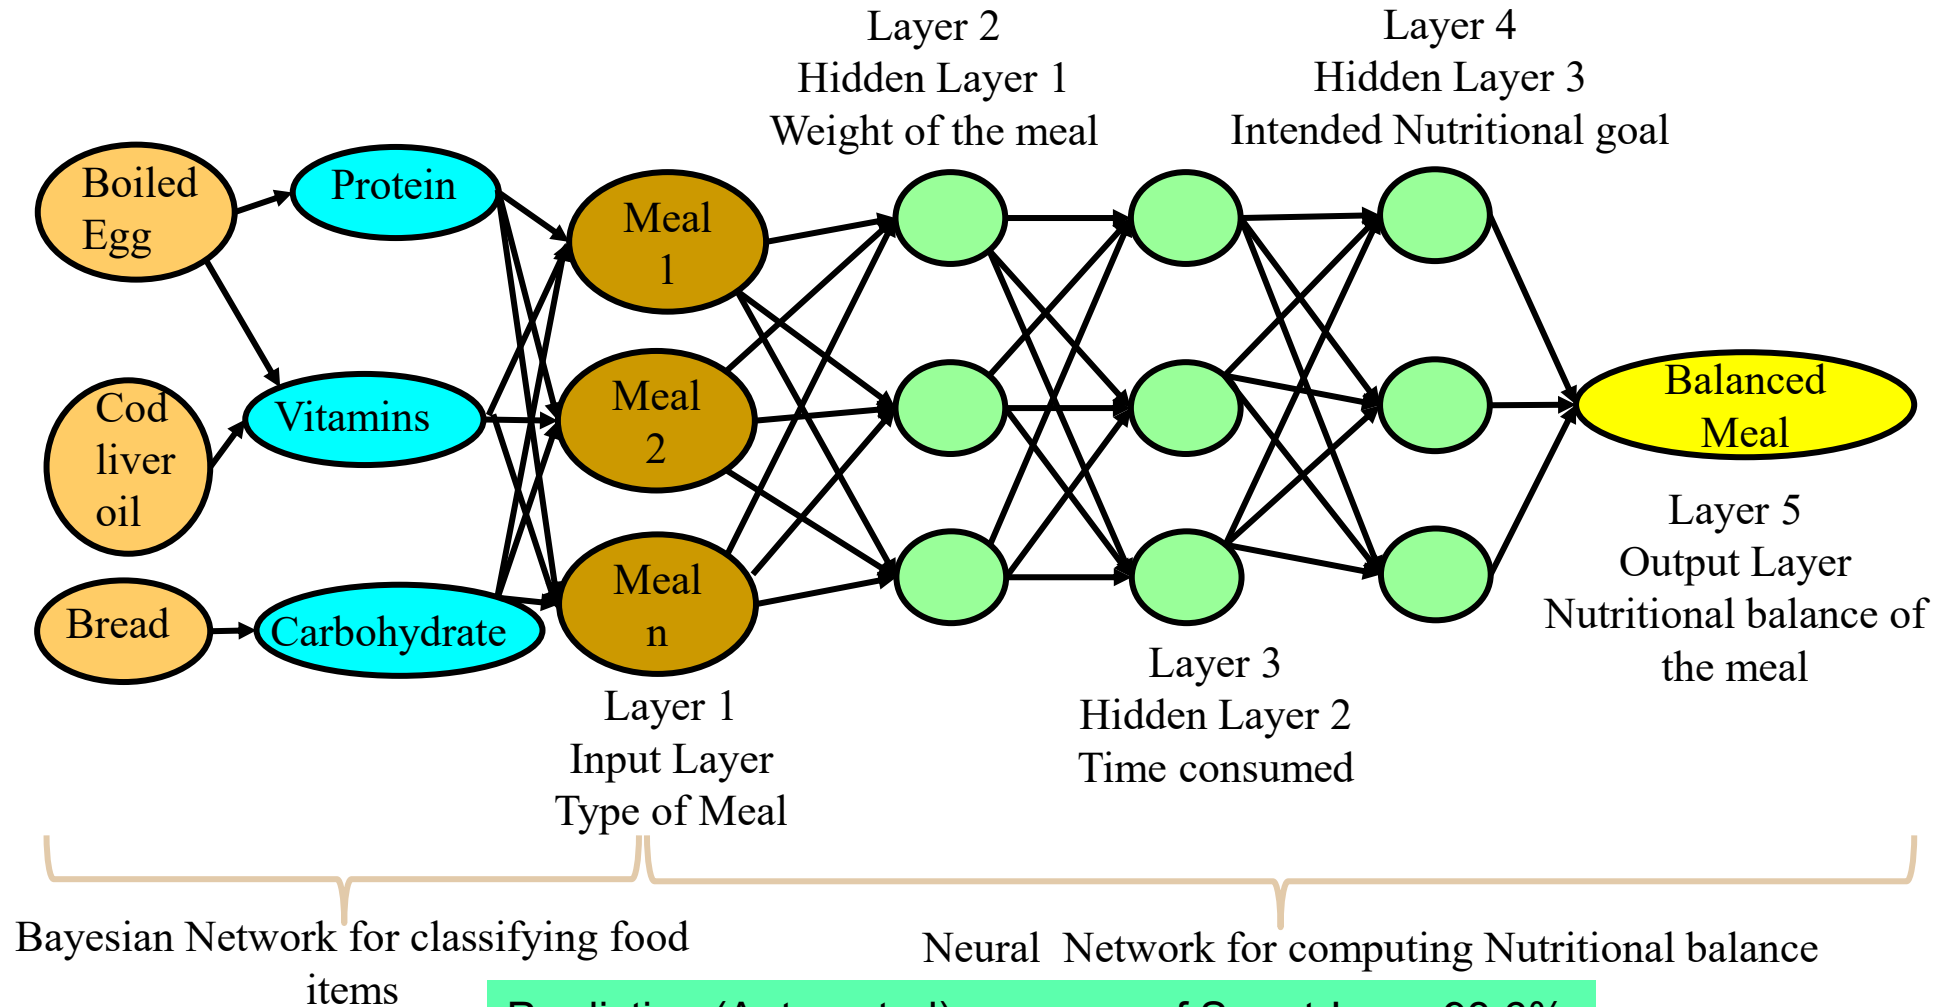 Layer 2
Hidden Layer 1
Weight of the meal
Layer 4
Hidden Layer 3
Intended Nutritional goal
Boiled
Egg
Protein
Meal
1
Cod
liver
oil
Vitamins
Meal
2
Balanced
Meal
Bread
Carbohydrate
Meal
n
Layer 5
Output Layer
Nutritional balance of
the meal
Layer 3
Hidden Layer 2
Time consumed
Layer 1
Input Layer
Type of Meal
Bayesian Network for classifying food
items
Neural Network for computing Nutritional balance